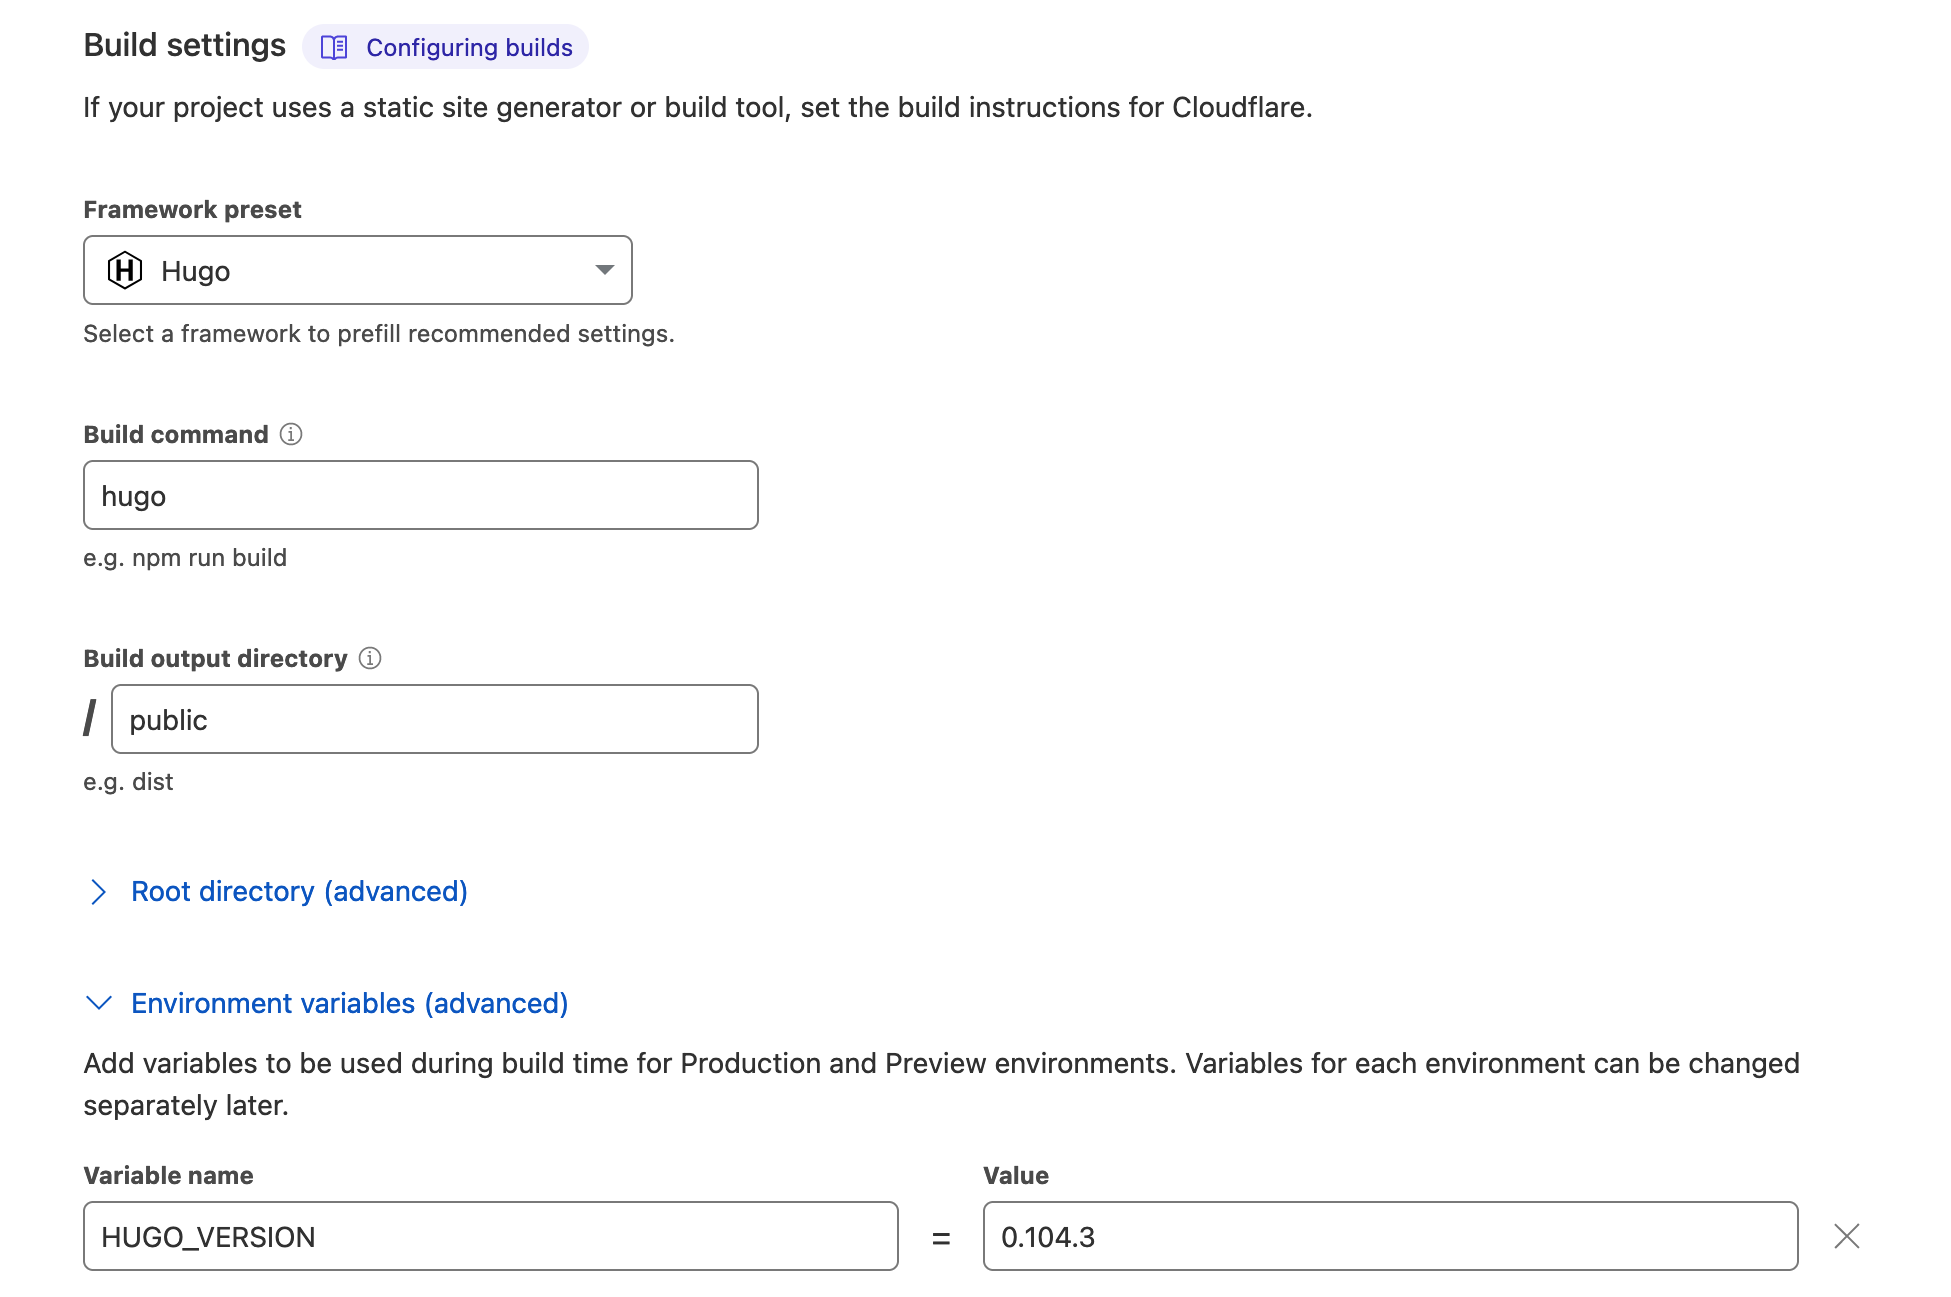 Build settings Configuring builds
If your project uses a static site generator or build tool, set the build instructions for Cloudflare.
Framework preset
Hugo
Select a framework to prefill recommended settings.
Build command
hugo
e.g. npm run build
Build output directory
/ public
e.g. dist
Root directory (advanced)
Environment variables (advanced)
Add variables to be used during build time for Production and Preview environments. Variables for each environment can be changed
separately later.
Variable name Value
HUGO_VERSION = 0.104.3